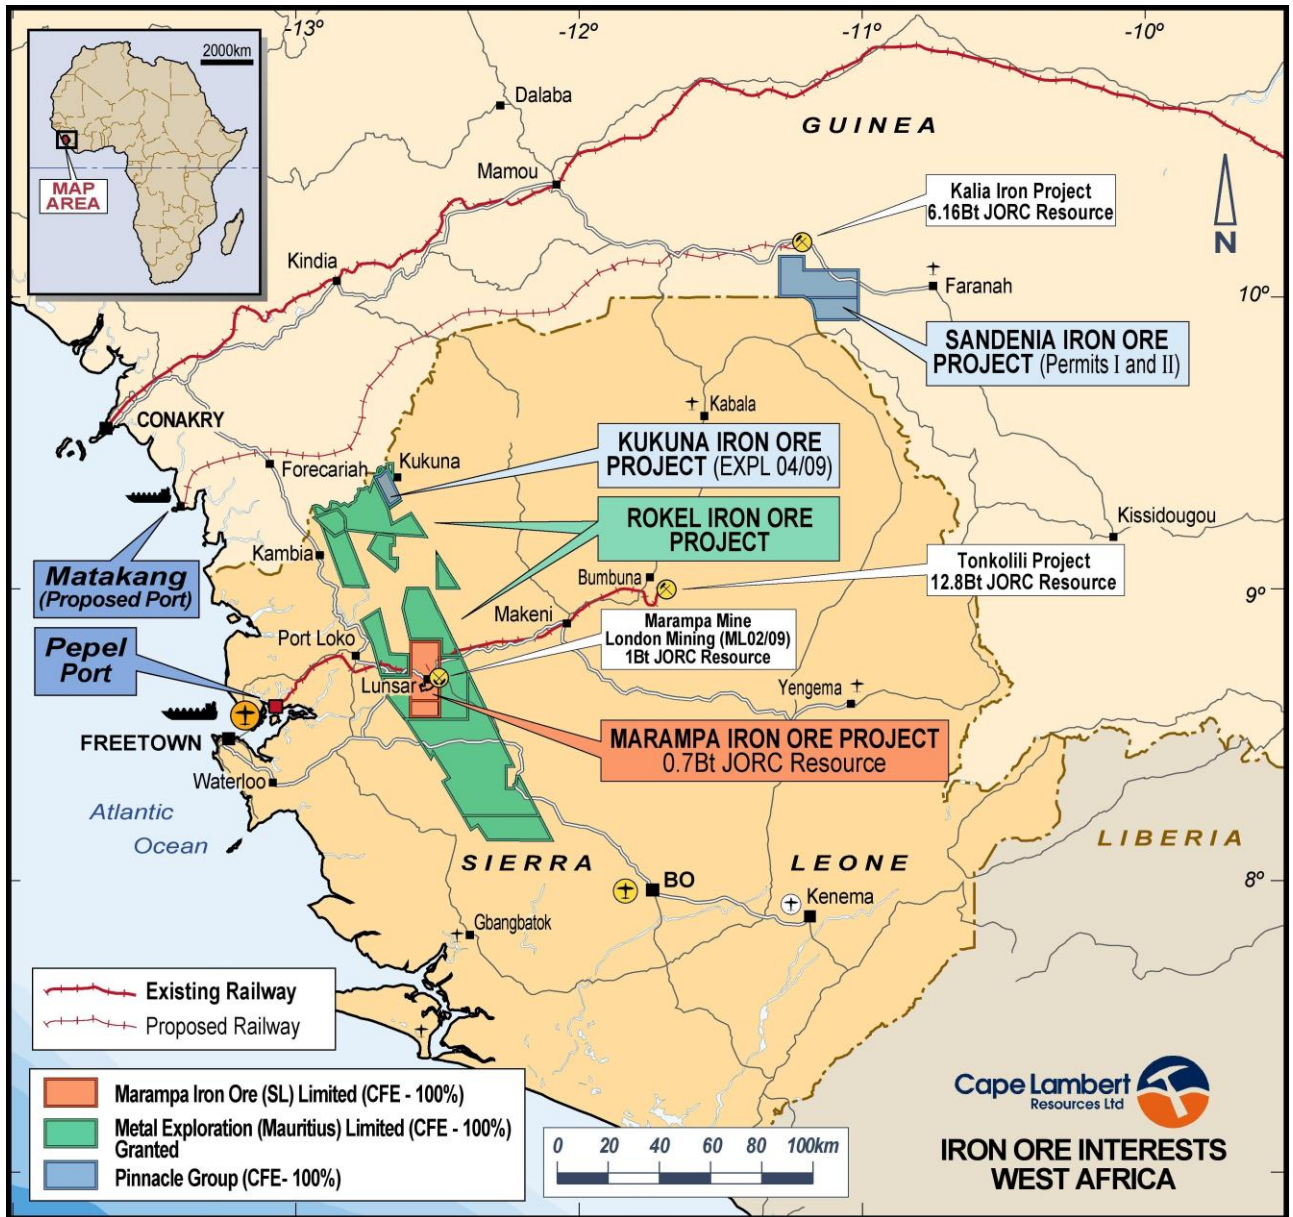 -13º
-12º
-11º
-10º
2000km
MAP
AREA
Dalaba
GUINEA
Mamou
Kalia Iron Project
6.16Bt JORC Resource
N
Kindia
Faranah
10º
SANDENIA IRON ORE
PROJECT (Permits I and II)
Kabala
CONAKRY
KUKUNA IRON ORE
PROJECT (EXPL 04/09)
Forecariah
Kukuna
ROKEL IRON ORE
PROJECT
Kissidougou
Kambia
Tonkolili Project
12.8Bt JORC Resource
Matakang
(Proposed Port)
Bumbuna
9º
Makeni
Marampa Mine
London Mining (ML02/09)
1Bt JORC Resource
Port Loko
Pepel
Port
Lunsar
Yengema
FREETOWN
MARAMPA IRON ORE PROJECT
0.7Bt JORC Resource
Waterloo
Atlantic
Ocean
LIBERIA
SIERRA LEONE
BO
8º
Kenema
Gbangbatok
Existing Railway
Proposed Railway
Marampa Iron Ore (SL) Limited (CFE - 100%)
Metal Exploration (Mauritius) Limited (CFE - 100%)
Granted
Pinnacle Group (CFE- 100%)
0 20 40 60 80 100km
Cape Lambert
Resources Ltd
IRON ORE INTERESTS
WEST AFRICA